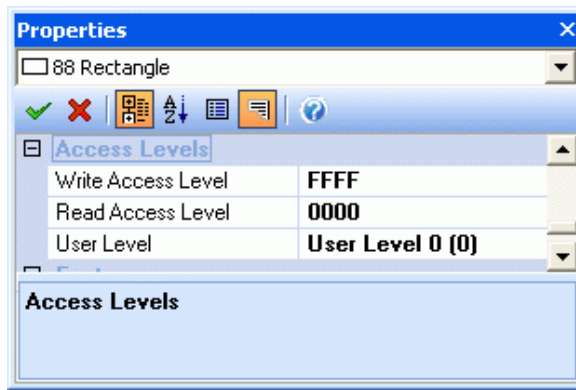 Properties
88 Rectangle
Access Levels
Write Access Level FFFF
Read Access Level 0000
User Level User Level 0 (0)
Access Levels